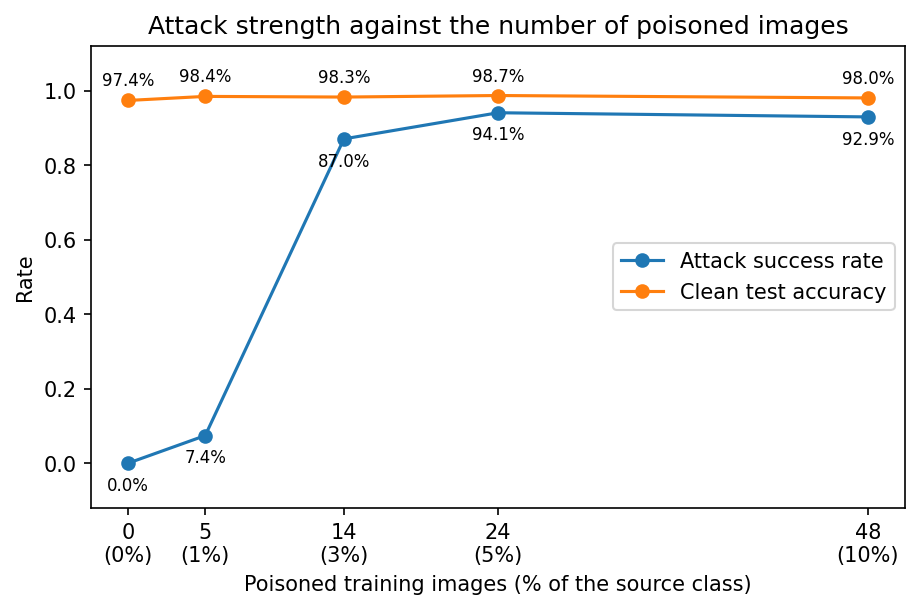 Attack strength against the number of poisoned images
97.4%
98.4%
98.3%
98.7%
98.0%
1.0
0.8
0.6
0.4
0.2
0.0
Rate
87.0%
94.1%
92.9%
7.4%
0.0%
Attack success rate
Clean test accuracy
0 5 14 24 48
(0%) (1%) (3%) (5%) (10%)
Poisoned training images (% of the source class)